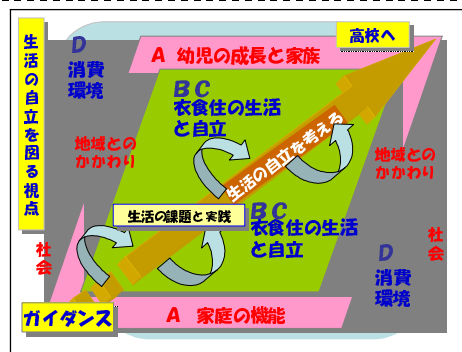 生活の自立を図る視点
高校へ
A 幼児の成長と家族
D
消費
環境
B C
衣食住の生活
と自立
地域との
かかわり
生活の自立を考える
地域との
かかわり
生活の課題と実践
B C
衣食住の生活
と自立
社会
社会
D
消費
環境
ガイダンス
A 家庭の機能